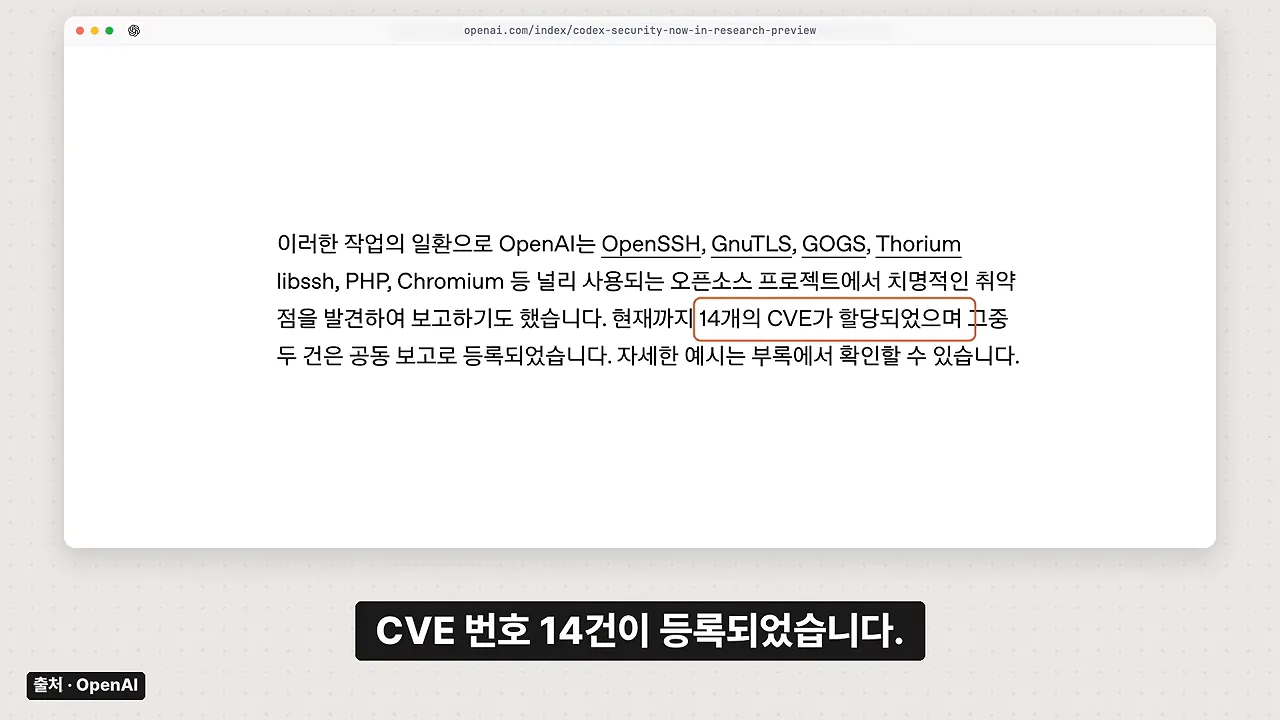 openai.com/index/codex-security-now-in-research-preview
이러한 작업의 일환으로 OpenAI는 OpenSSH, GnuTLS, GOGS, Thorium
libssh, PHP, Chromium 등 널리 사용되는 오픈소스 프로젝트에서 치명적인 취약
점을 발견하여 보고하기도 했습니다. 현재까지 14개의 CVE가 할당되었으며 그중
두 건은 공동 보고로 등록되었습니다. 자세한 예시는 부록에서 확인할 수 있습니다.
CVE 번호 14건이 등록되었습니다.
출처 · OpenAI